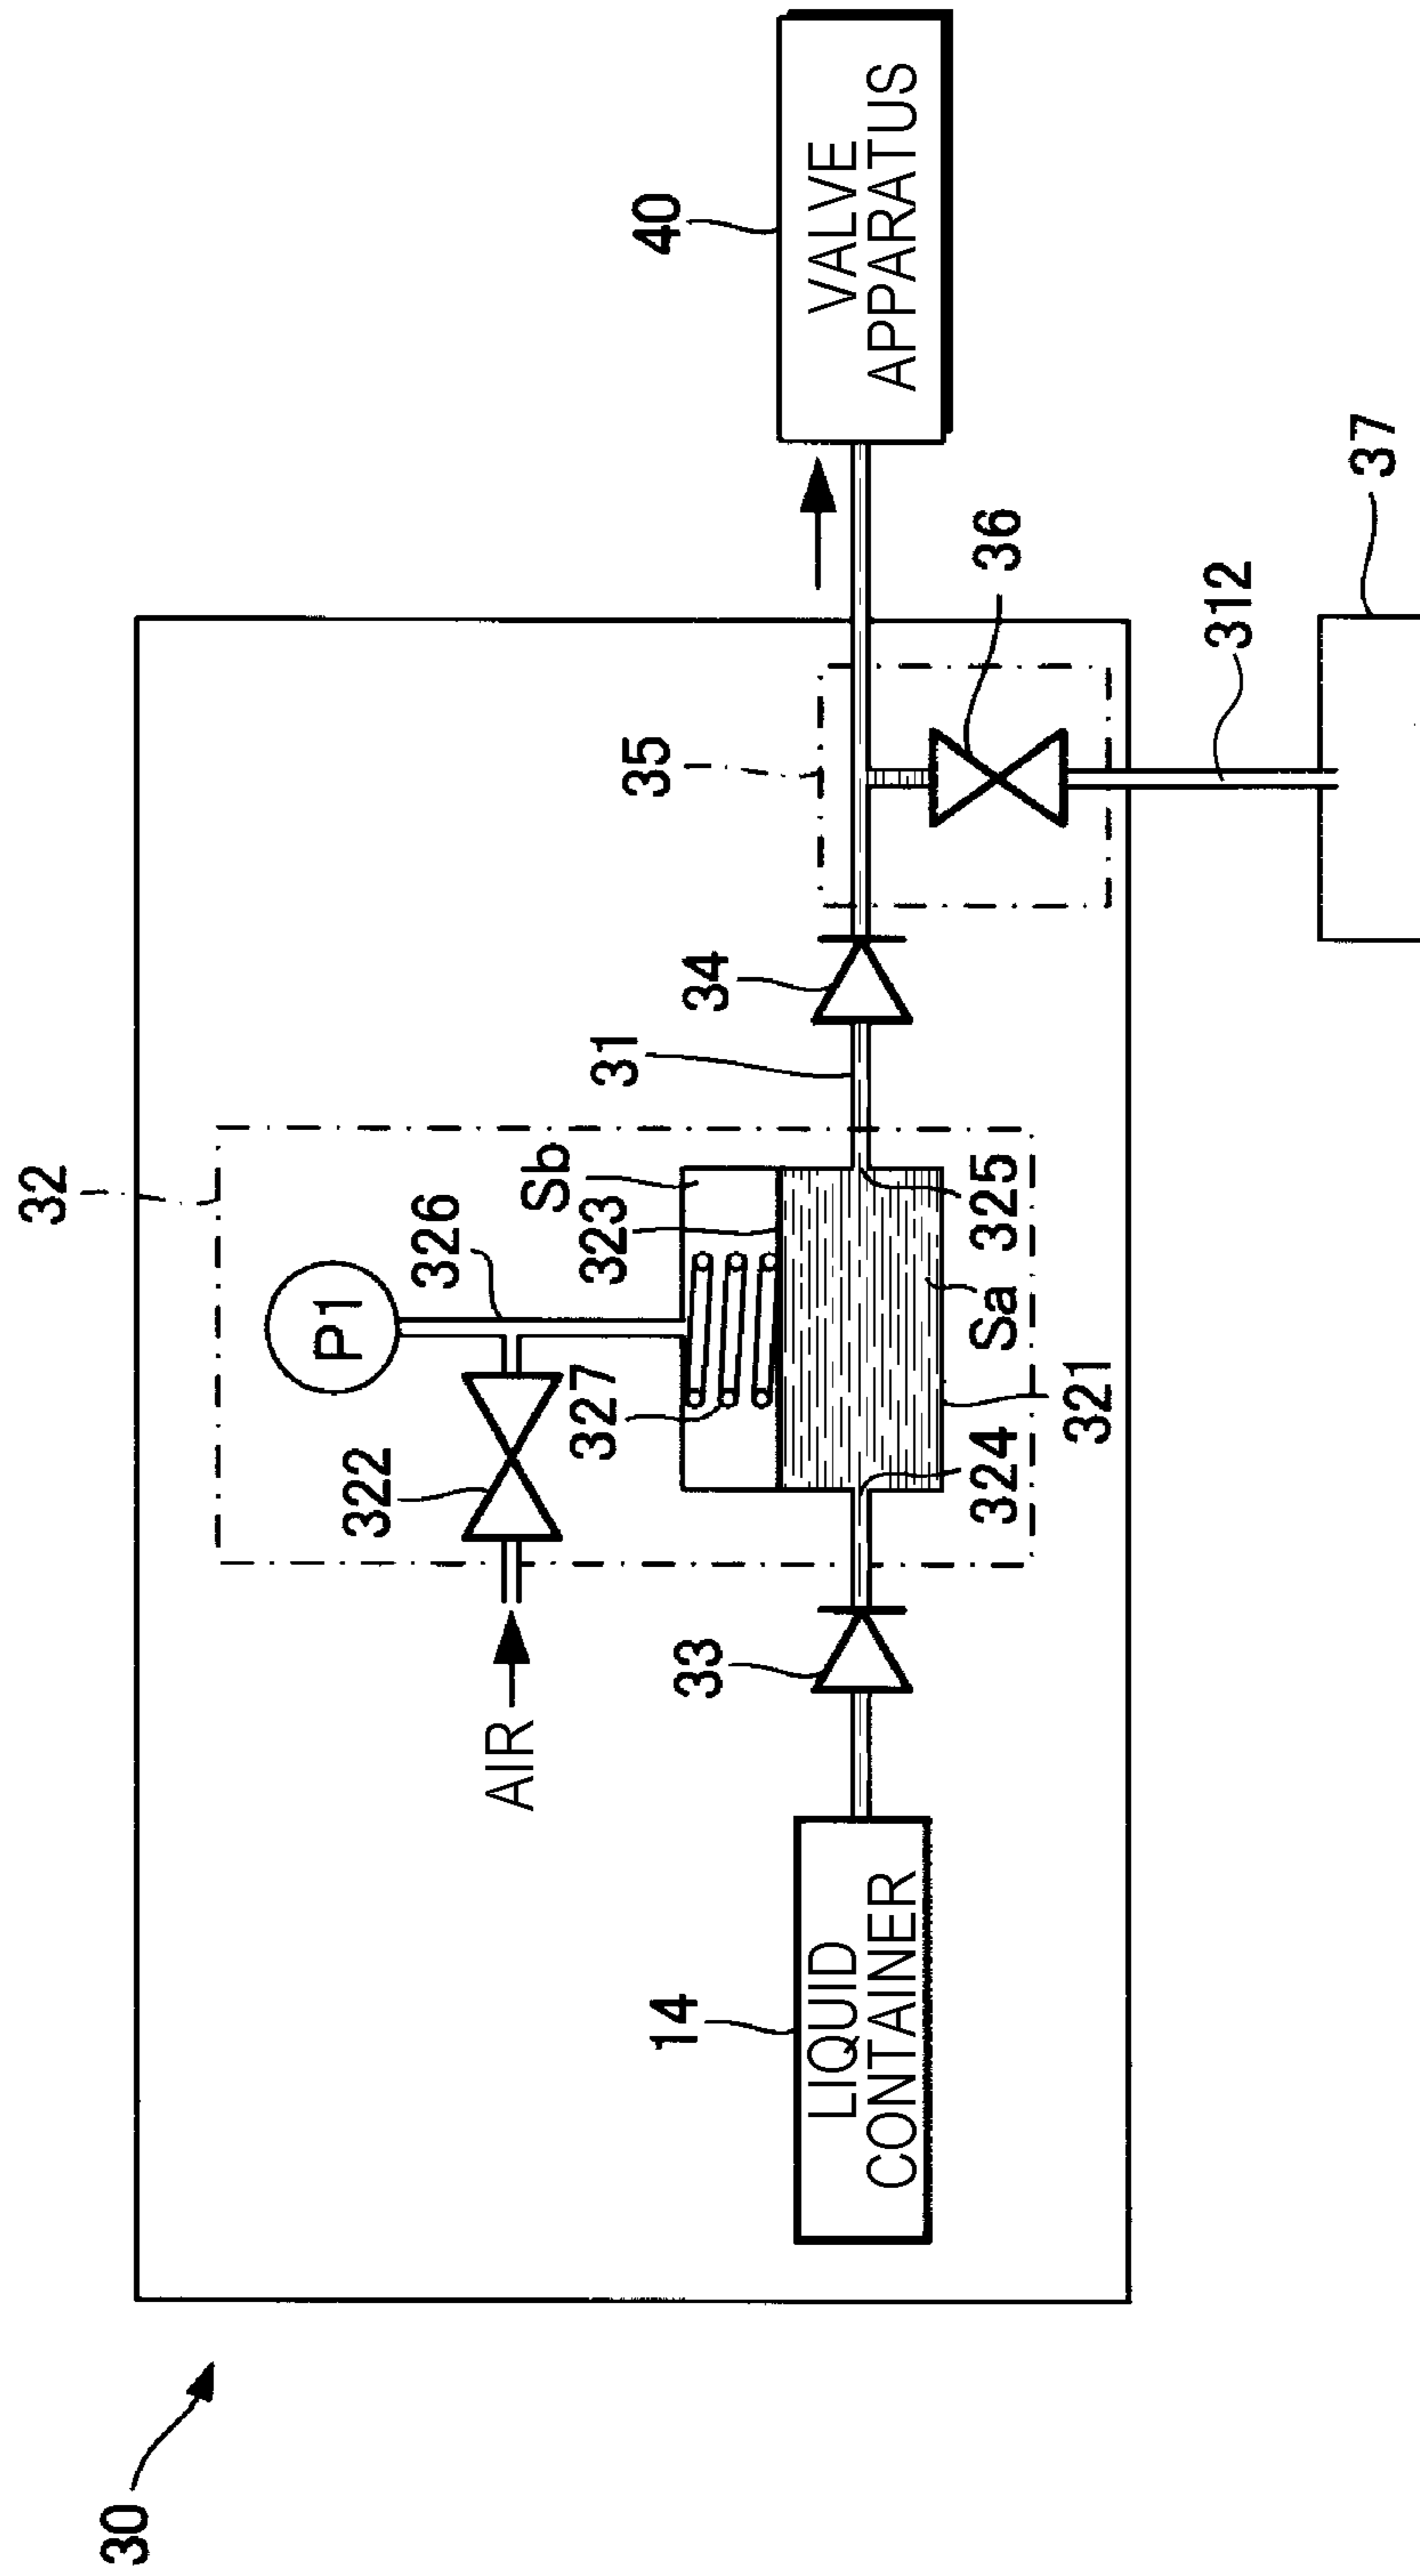 30
32
P1
326
322
AIR
Sb
323
327
31
34
35
40
VALVE
APPARATUS
14
LIQUID
CONTAINER
33
324
321
Sa
325
36
312
37